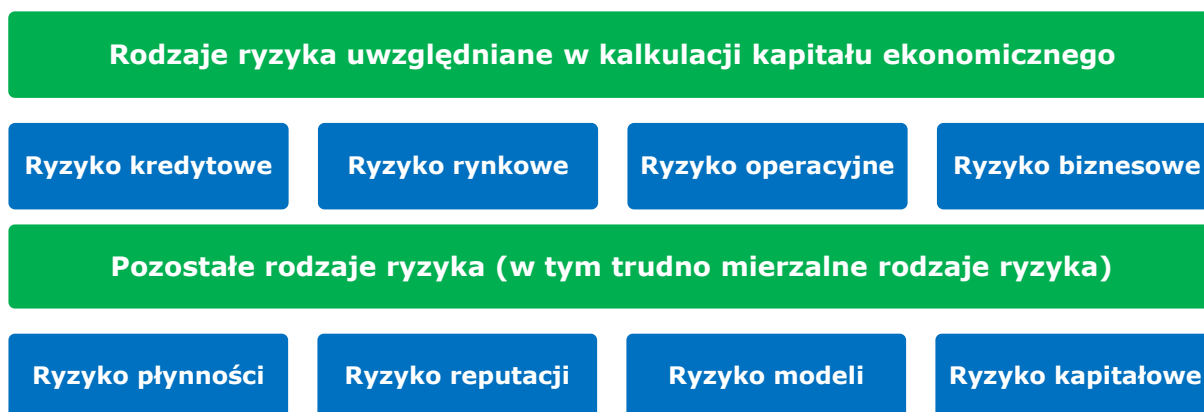 Rodzaje ryzyka uwzględniane w kalkulacji kapitału ekonomicznego
Ryzyko kredytowe
Ryzyko rynkowe
Ryzyko operacyjne
Ryzyko biznesowe
Pozostałe rodzaje ryzyka (w tym trudno mierzalne rodzaje ryzyka)
Ryzyko płynności
Ryzyko reputacji
Ryzyko modeli
Ryzyko kapitałowe